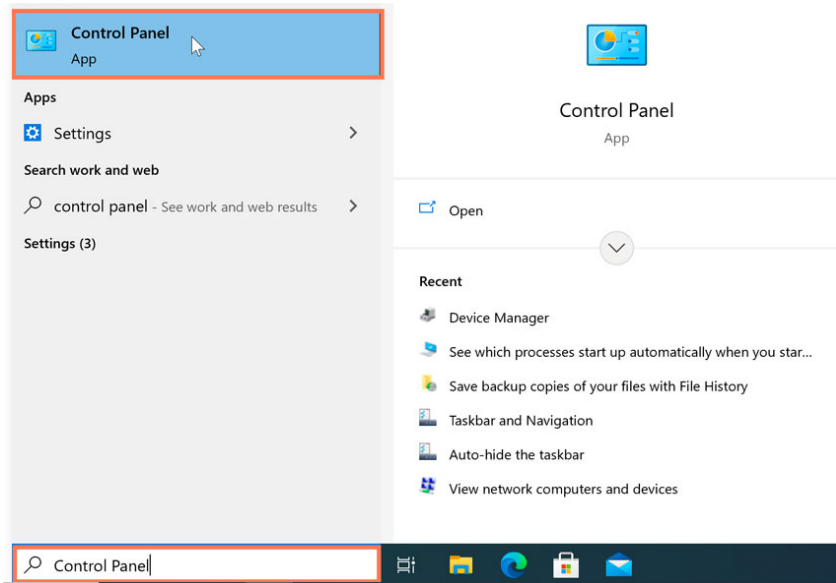 Control Panel
App
Apps
Settings
Search work and web
control panel - See work and web results
Settings (3)
Control Panel
App
Open
Recent
Device Manager
See which processes start up automatically when you star...
Save backup copies of your files with File History
Taskbar and Navigation
Auto-hide the taskbar
View network computers and devices
Control Panel